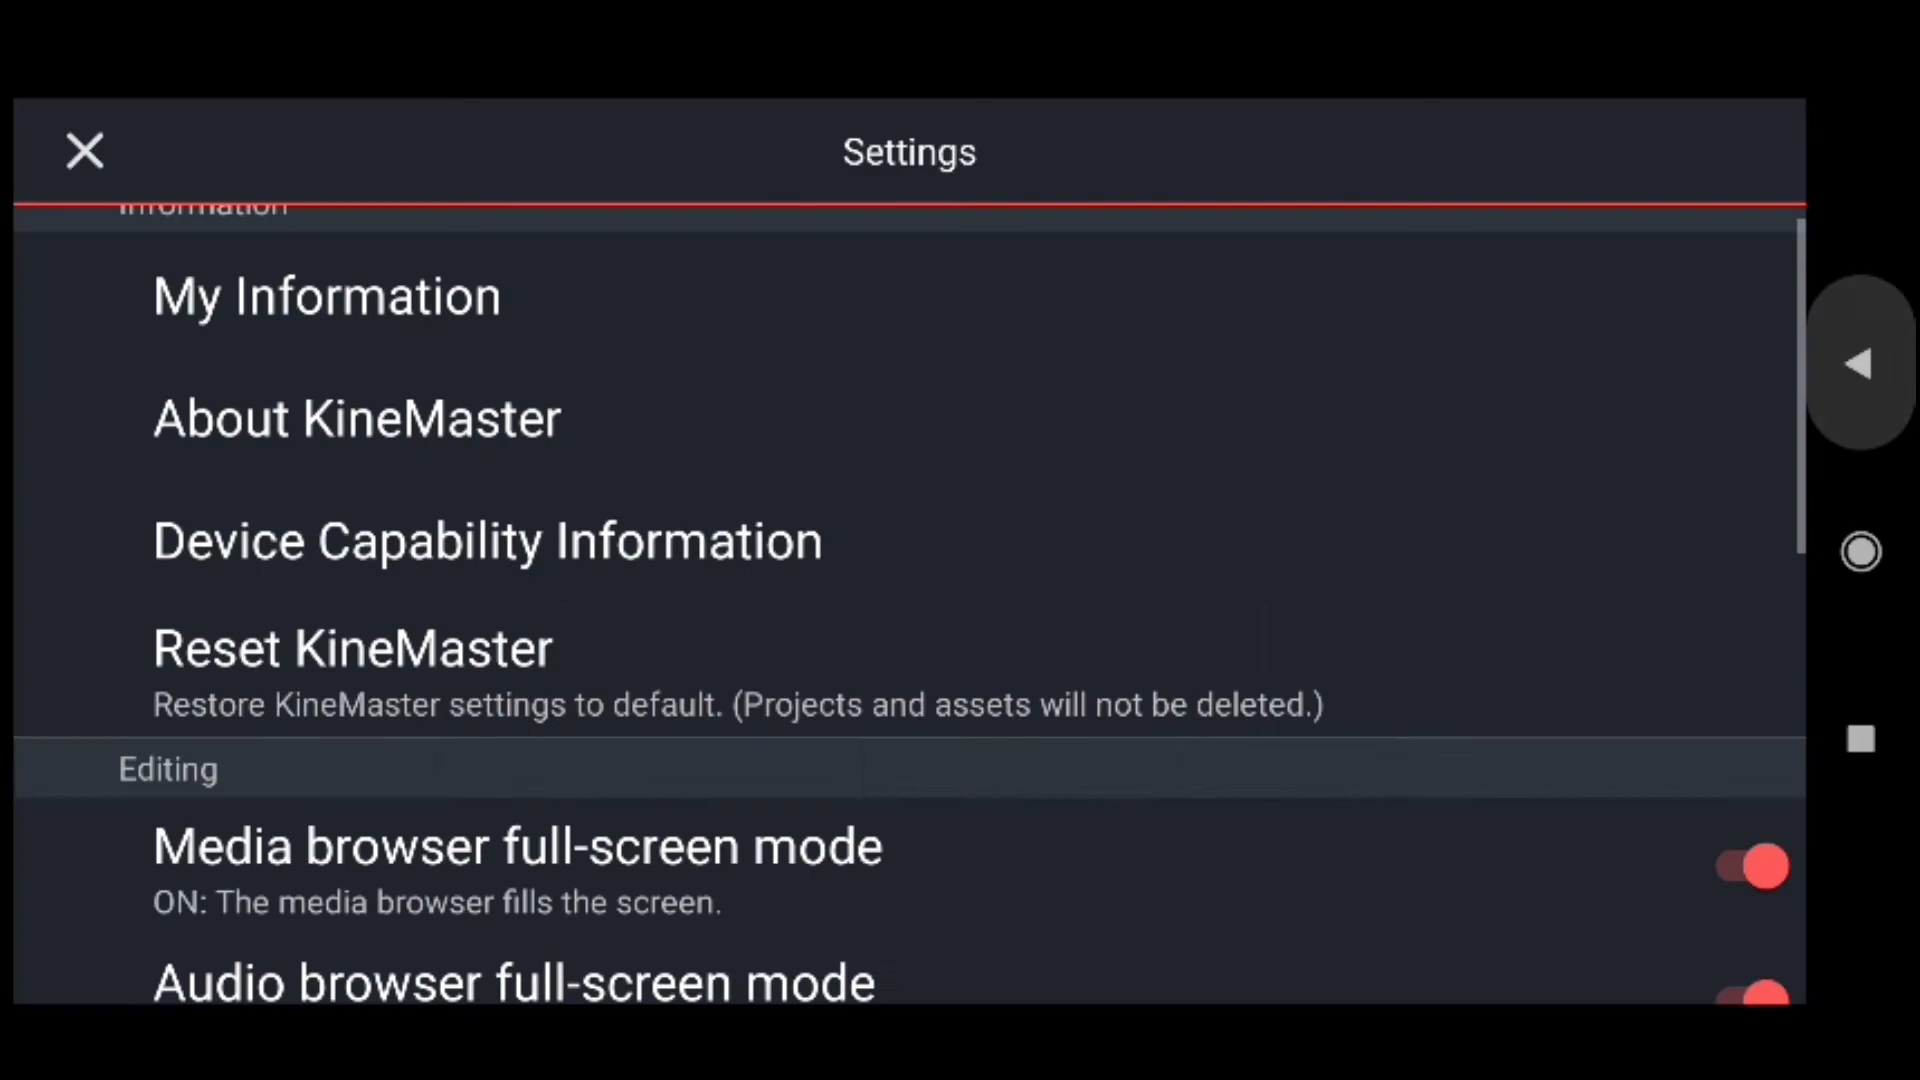 Settings
Information
My Information
About KineMaster
Device Capability Information
Reset KineMaster
Restore KineMaster settings to default. (Projects and assets will not be deleted.)
Editing
Media browser full-screen mode
ON: The media browser fills the screen.
Audio browser full-screen mode